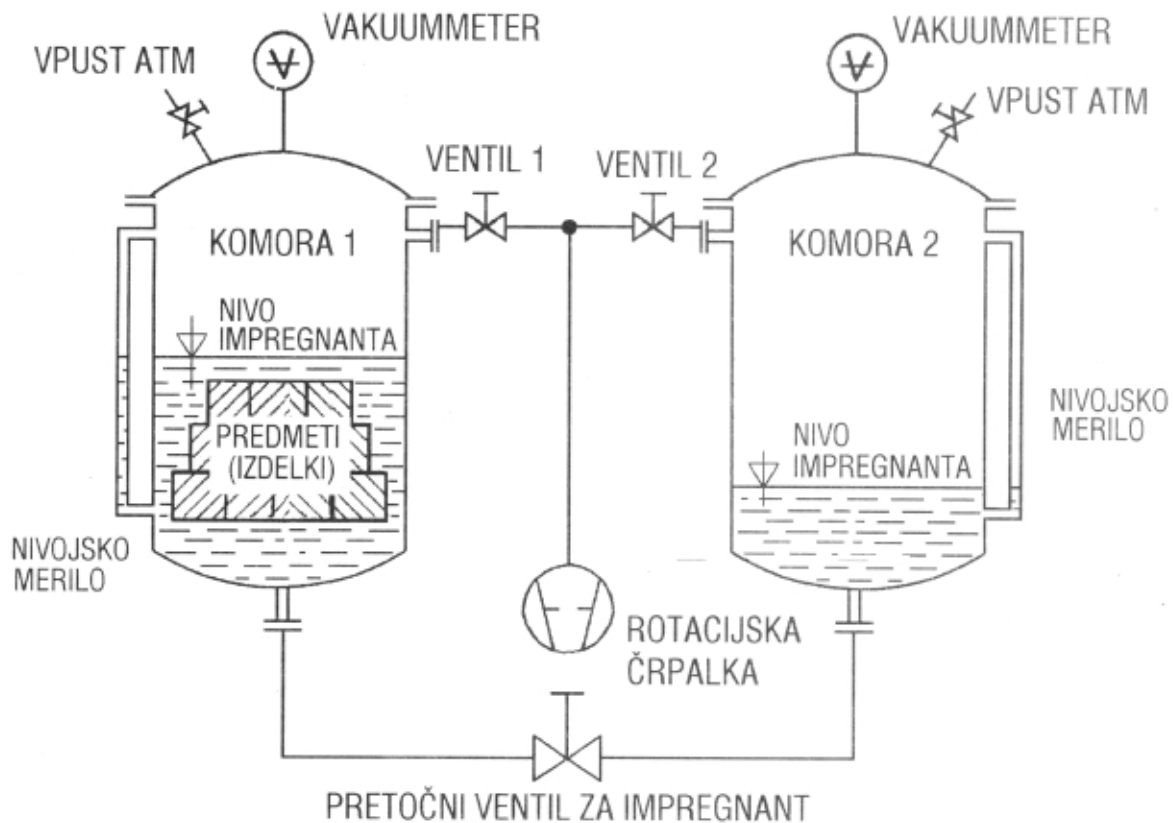 VAKUUMMETER
VPUST ATM
VENTIL 1
KOMORA 1
NIVO
IMPREGNANTA
PREDMETI
(IZDELKI)
NIVOJSKO
MERILO
VAKUUMMETER
VPUST ATM
VENTIL 2
KOMORA 2
NIVO
IMPREGNANTA
NIVOJSKO
MERILO
ROTACIJSKA
ČRPALKA
PRETOČNI VENTIL ZA IMPREGNANT